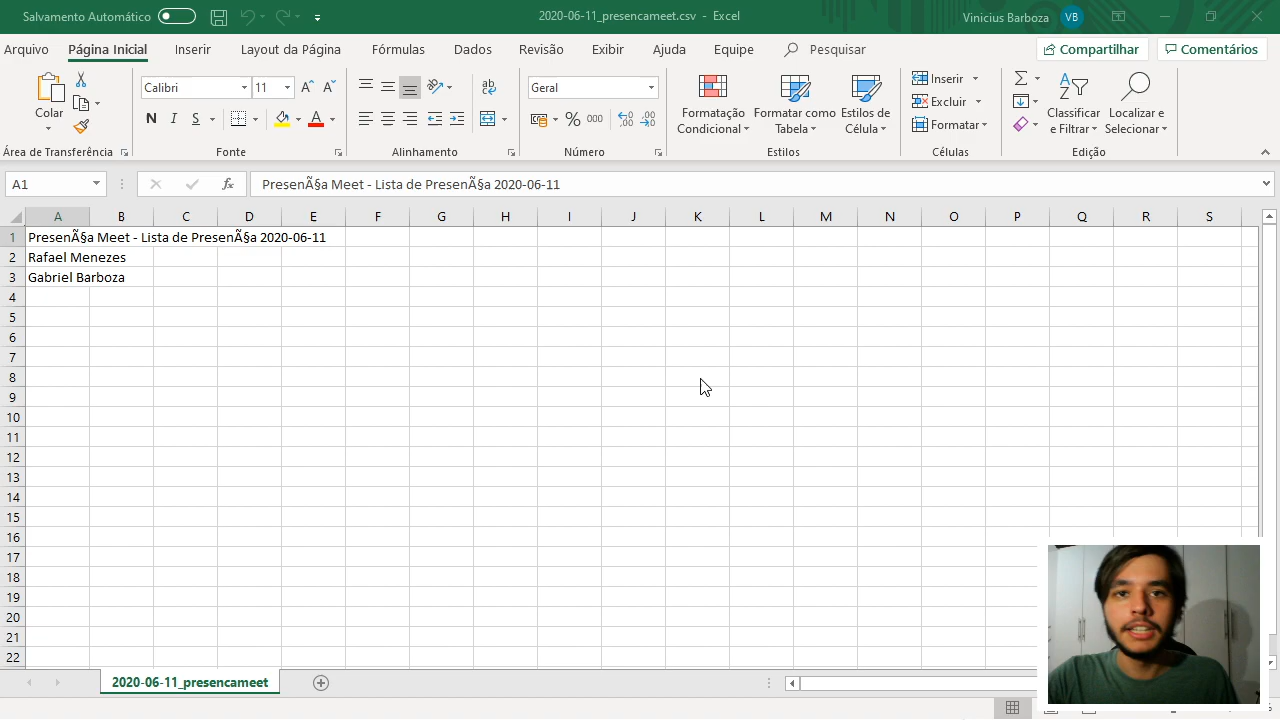 Salvamento Automático
2020-06-11_presencameet.csv - Excel
Vinicius Barboza VB
Arquivo Página Inicial Inserir Layout da Página Fórmulas Dados Revisão Exibir Ajuda Equipe Pesquisar Compartilhar Comentários
Colar
Calibri 11
N I S
A A
ab
Geral
% 000
Formatação Condicional
Formatar como Tabela
Estilos de Célula
Inserir
Excluir
Formatar
Classificar e Filtrar
Localizar e Selecionar
Área de Transferência Fonte Alinhamento Número Estilos Células Edição
A1 fx PresenÃ§a Meet - Lista de PresenÃ§a 2020-06-11
A B C D E F G H I J K L M N O P Q R S
1 PresenÃ§a Meet - Lista de PresenÃ§a 2020-06-11
2 Rafael Menezes
3 Gabriel Barboza
4
5
6
7
8
9
10
11
12
13
14
15
16
17
18
19
20
21
22
2020-06-11_presencameet